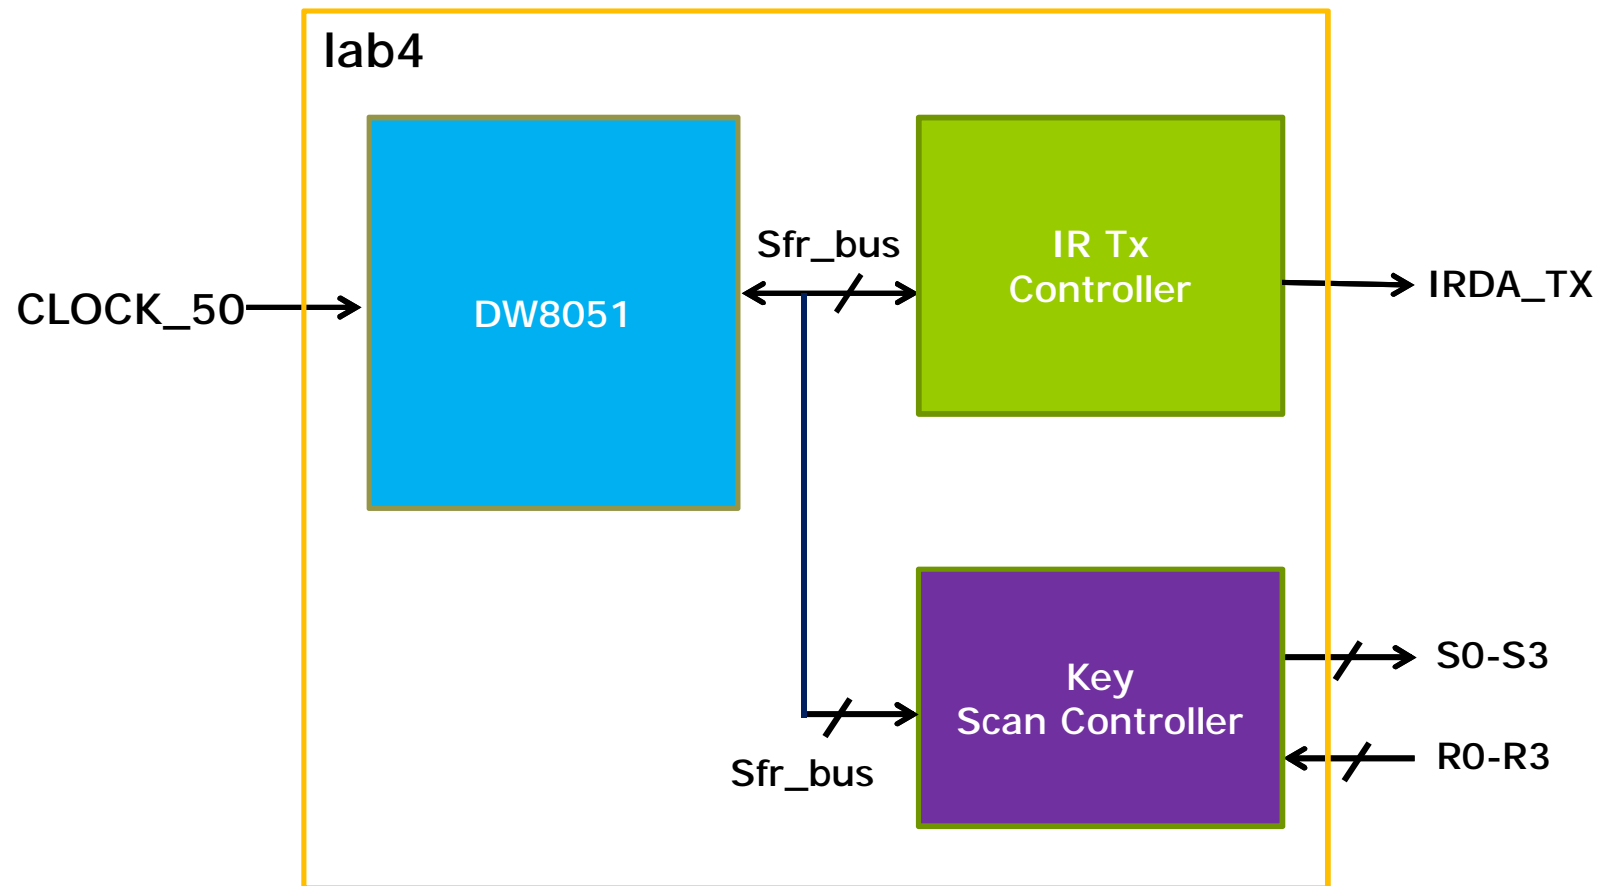 lab4
Sfr_bus
IR Tx
Controller
CLOCK_50
DW8051
IRDA_TX
Key
Scan Controller
S0-S3
R0-R3
Sfr_bus